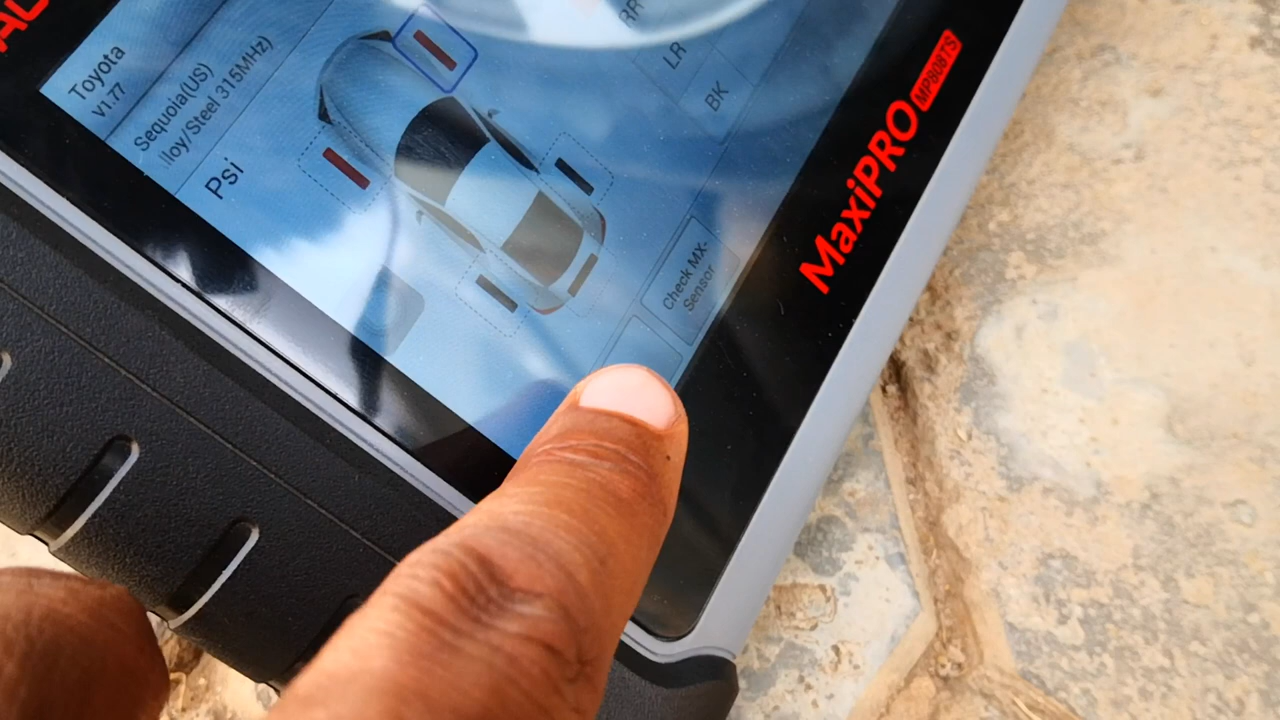 Toyota
V1.77
Sequoia(US)
lloy/Steel 315MHz)
Psi
RR
LR
BK
Check MX-
Sensor
MaxiPRO MP808TS